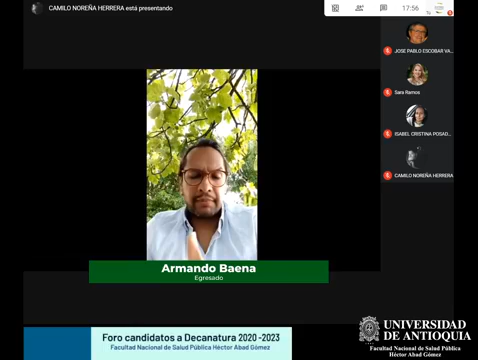 CAMILO NOREÑA HERRERA está presentando
17:56
JOSE PABLO ESCOBAR VA...
Sara Ramos
ISABEL CRISTINA POSAD...
CAMILO NOREÑA HERRERA
Armando Baena
Egresado
Foro candidatos a Decanatura 2020-2023
Facultad Nacional de Salud Pública Héctor Abad Gómez
UNIVERSIDAD
DE ANTIOQUIA
Facultad Nacional de Salud Pública
Héctor Abad Gómez